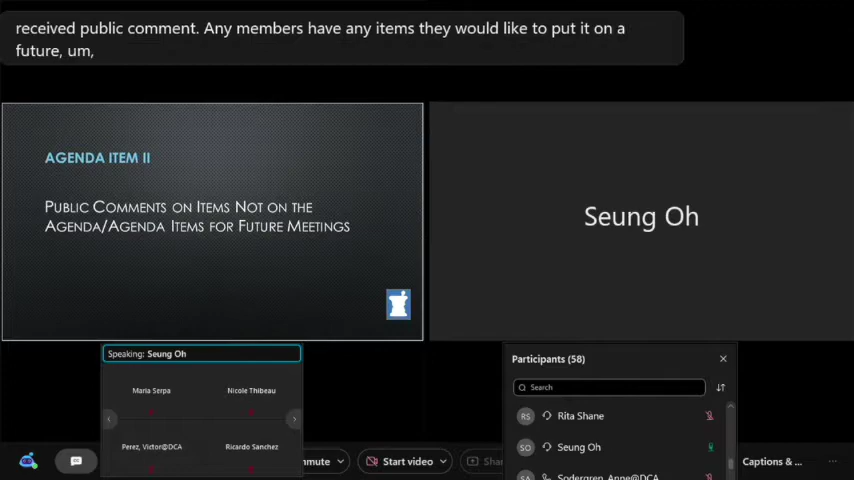 received public comment. Any members have any items they would like to put it on a
future, um,
AGENDA ITEM II
PUBLIC COMMENTS ON ITEMS NOT ON THE
AGENDA/AGENDA ITEMS FOR FUTURE MEETINGS
Seung Oh
Speaking: Seung Oh
Maria Serpa
Nicole Thibeau
Perez, Victor@DCA
Ricardo Sanchez
Participants (58)
Search
RS Rita Shane
SO Seung Oh
SA Sodergren, Anne@DCA
CC
mute
Start video
Shar
Captions & ...